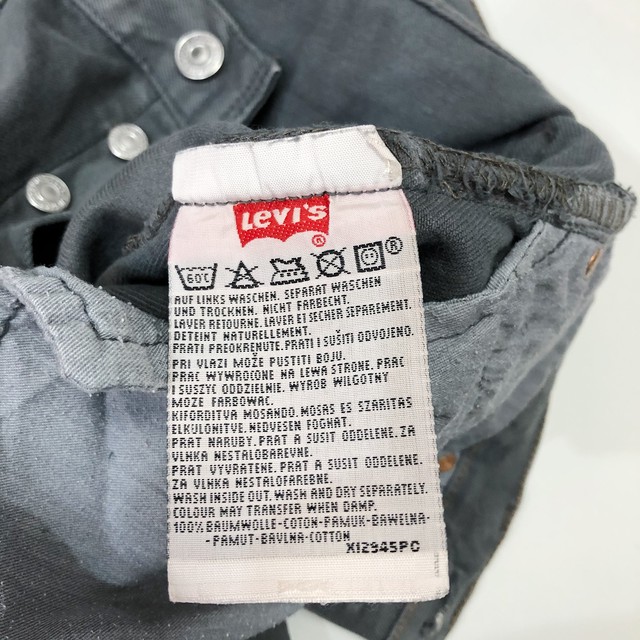 Levi's
®
60C ®
AUF LINKS WASCHEN. SEPARAT WASCHEN
UND TROCKNEN. NICHT FARBECHT.
LAVER RETOURNE. LAVER EI SECHER SEPAREMENT.
DETEINT NATURELLEMENT.
PRATI PREOKRENUTE. PRATI I SUŠITI ODVOJENO.
PRI VLAZI MOŽE PUSTITI BOJU.
PRAC WYWROCONE NA LEWA STRONE. PRAC
I SUSZYC ODDZIELNIE. WYROB WILGOTNY
MOZE FARBOWAC.
KIFORDITVA MOSANDO. MOSAS ES SZARITAS
ELKULONITVE. NEDVESEN FOGHAT.
PRAT NARUBY. PRAT A SUSIT ODDELENE. ZA
VLHKA NESTALOBAREVNE.
PRAT VYVRATENE. PRAT A SUSIT ODDELENE.
ZA VLHKA NESTALOFAREBNE.
WASH INSIDE OUT. WASH AND DRY SEPARATELY.
COLOUR MAY TRANSFER WHEN DAMP.
100% BAUMWOLLE-COTON-PAMUK-BAWELNA-
-PAMUT-BAVLNA-COTTON
X12945PC